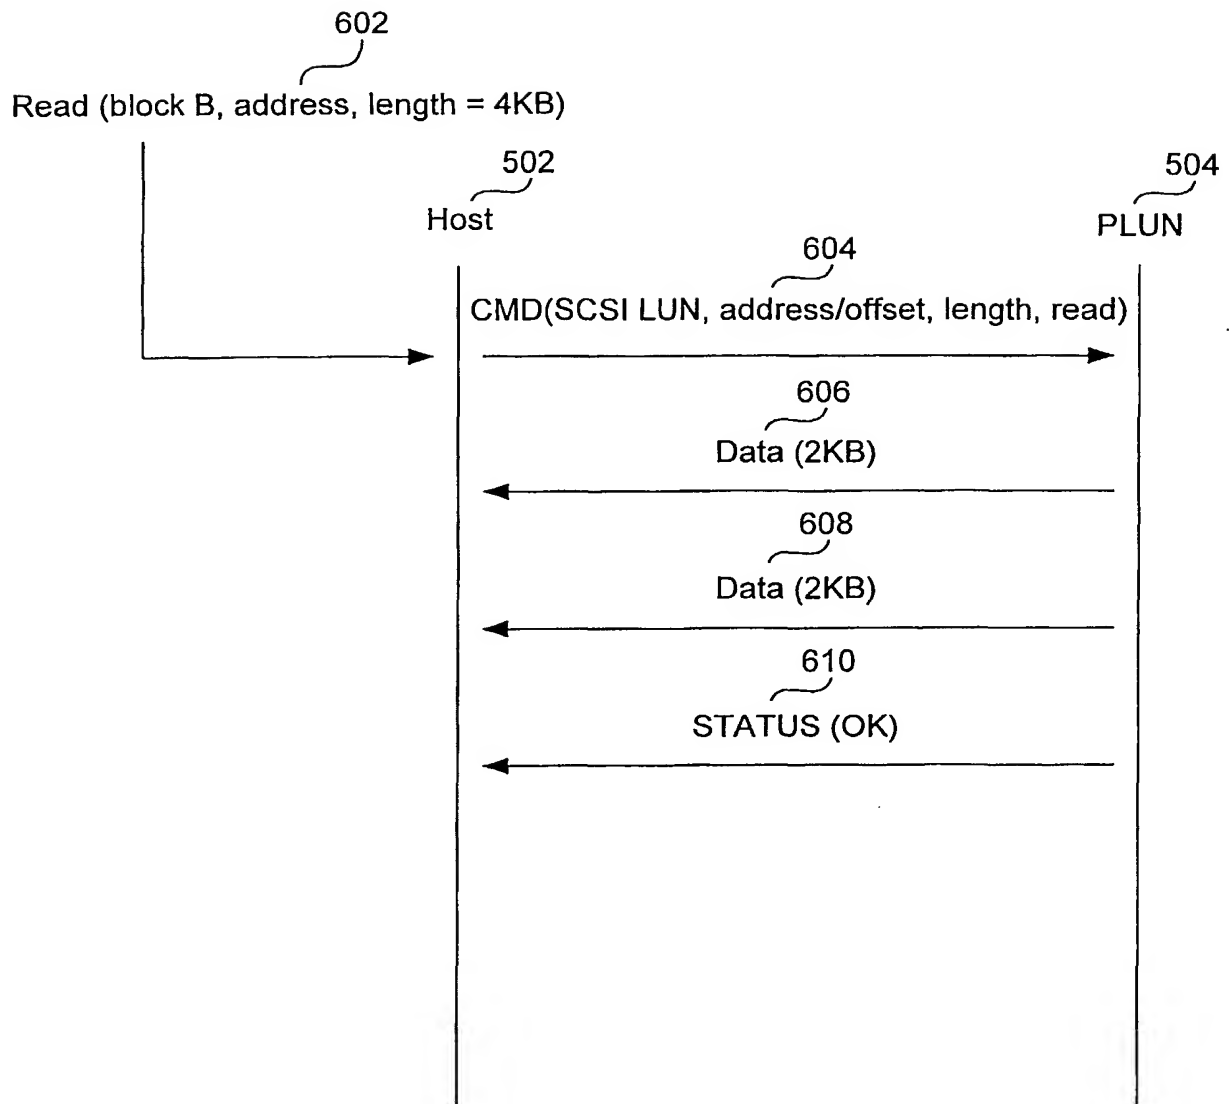 602
Read (block B, address, length = 4KB)
502
504
Host
PLUN
604
CMD(SCSI LUN, address/offset, length, read)
606
Data (2KB)
608
Data (2KB)
610
STATUS (OK)